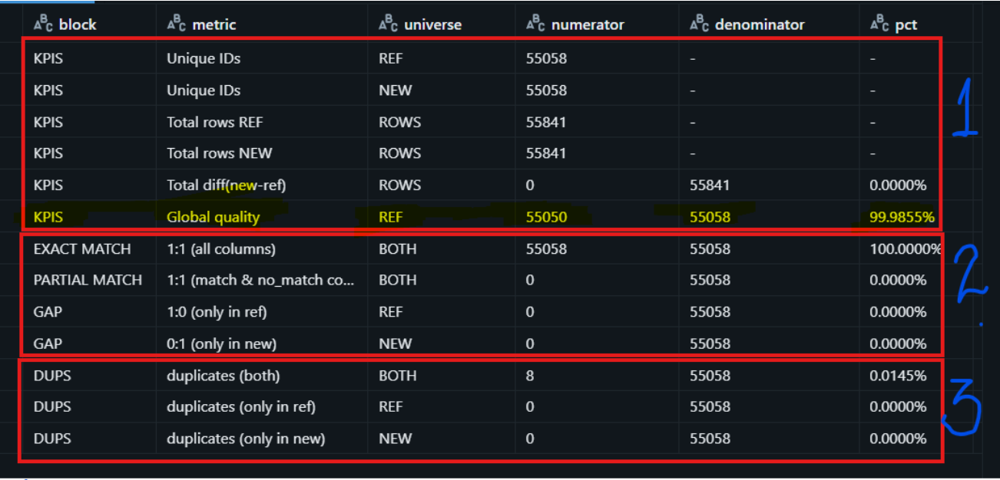 ABC block ABC metric ABC universe ABC numerator ABC denominator ABC pct
KPIS Unique IDs REF 55058 - -
KPIS Unique IDs NEW 55058 - -
KPIS Total rows REF ROWS 55841 - -
KPIS Total rows NEW ROWS 55841 - -
KPIS Total diff(new-ref) ROWS 0 55841 0.0000%
KPIS Global quality REF 55050 55058 99.9855%
1
EXACT MATCH 1:1 (all columns) BOTH 55058 55058 100.0000%
PARTIAL MATCH 1:1 (match & no_match co... BOTH 0 55058 0.0000%
GAP 1:0 (only in ref) REF 0 55058 0.0000%
GAP 0:1 (only in new) NEW 0 55058 0.0000%
2.
DUPS duplicates (both) BOTH 8 55058 0.0145%
DUPS duplicates (only in ref) REF 0 55058 0.0000%
DUPS duplicates (only in new) NEW 0 55058 0.0000%
3